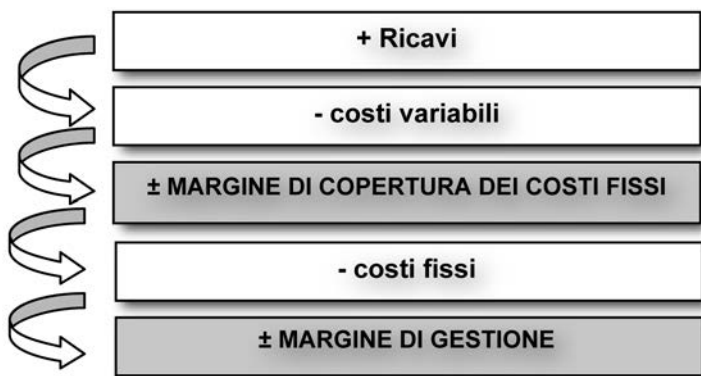 + Ricavi
- costi variabili
± MARGINE DI COPERTURA DEI COSTI FISSI
- costi fissi
± MARGINE DI GESTIONE